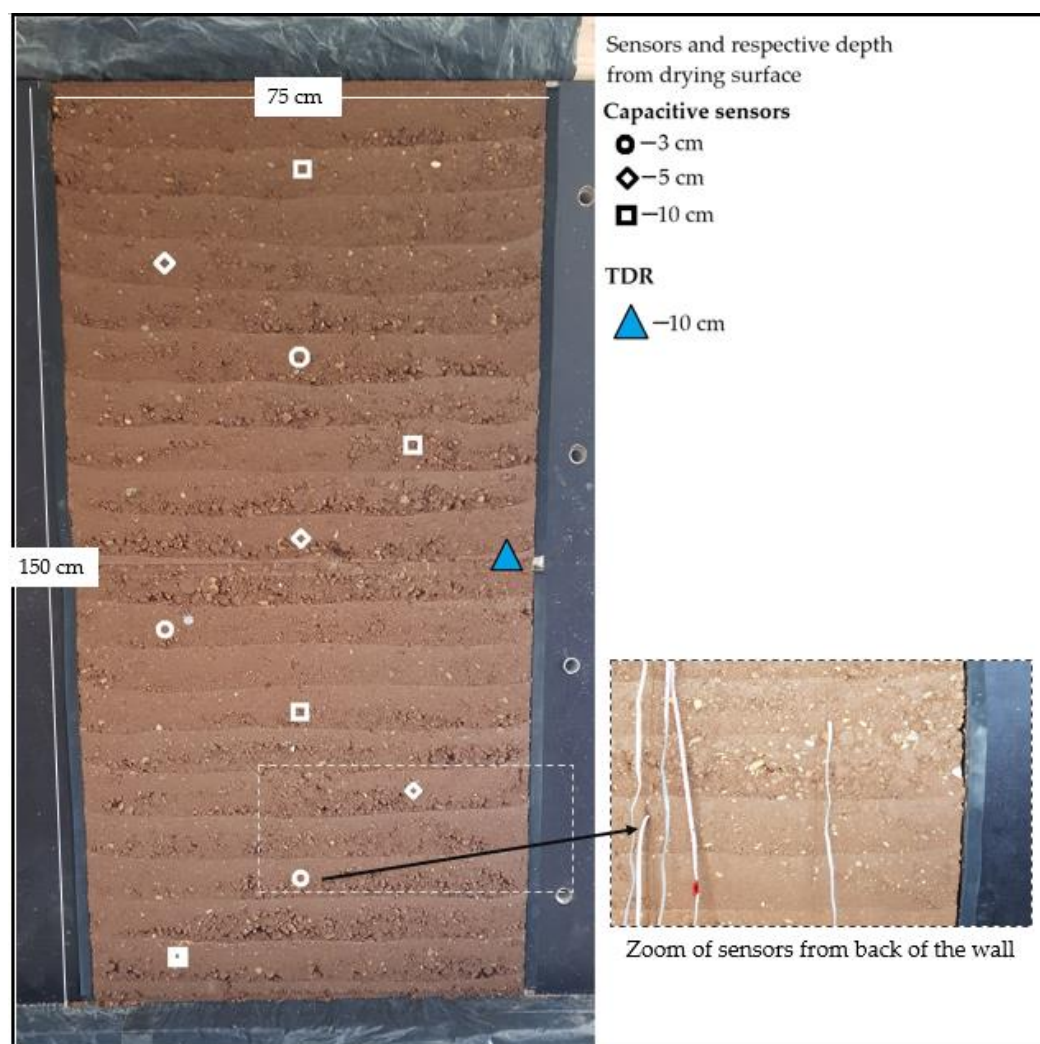 75 cm
150 cm
Sensors and respective depth
from drying surface
Capacitive sensors
—3 cm
—5 cm
—10 cm
TDR
—10 cm
Zoom of sensors from back of the wall